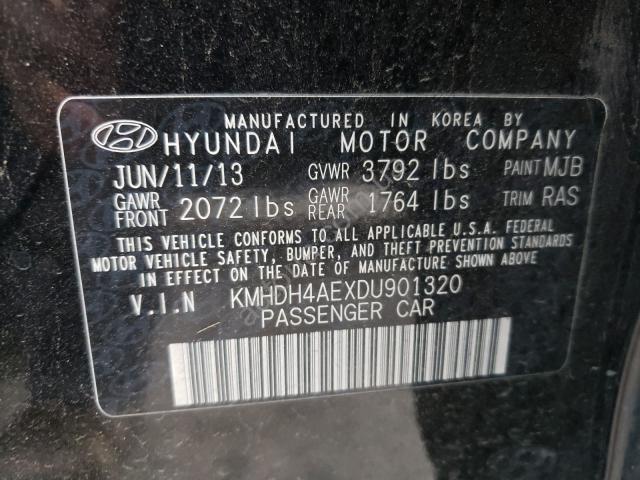 MANUFACTURED IN KOREA BY
HYUNDAI MOTOR COMPANY
JUN/11/13 GVWR 3792 lbs PAINT MJB
GAWR FRONT 2072 lbs GAWR REAR 1764 lbs TRIM RAS
THIS VEHICLE CONFORMS TO ALL APPLICABLE U.S.A. FEDERAL
MOTOR VEHICLE SAFETY, BUMPER, AND THEFT PREVENTION STANDARDS
IN EFFECT ON THE DATE OF MANUFACTURE SHOWN ABOVE.
V.I.N KMHDH4AEXDU901320
PASSENGER CAR